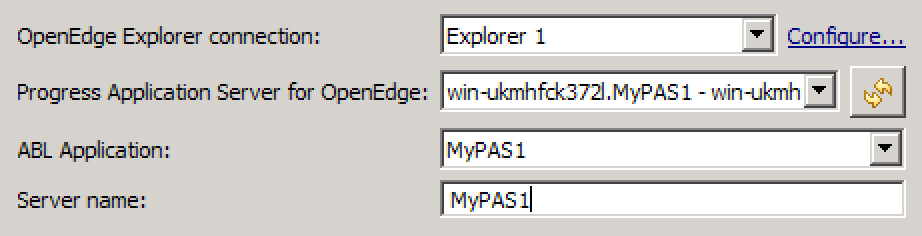 OpenEdge Explorer connection: Explorer 1 Configure...
Progress Application Server for OpenEdge: win-ukmhfck372l.MyPAS1 - win-ukmh
ABL Application: MyPAS1
Server name: MyPAS1